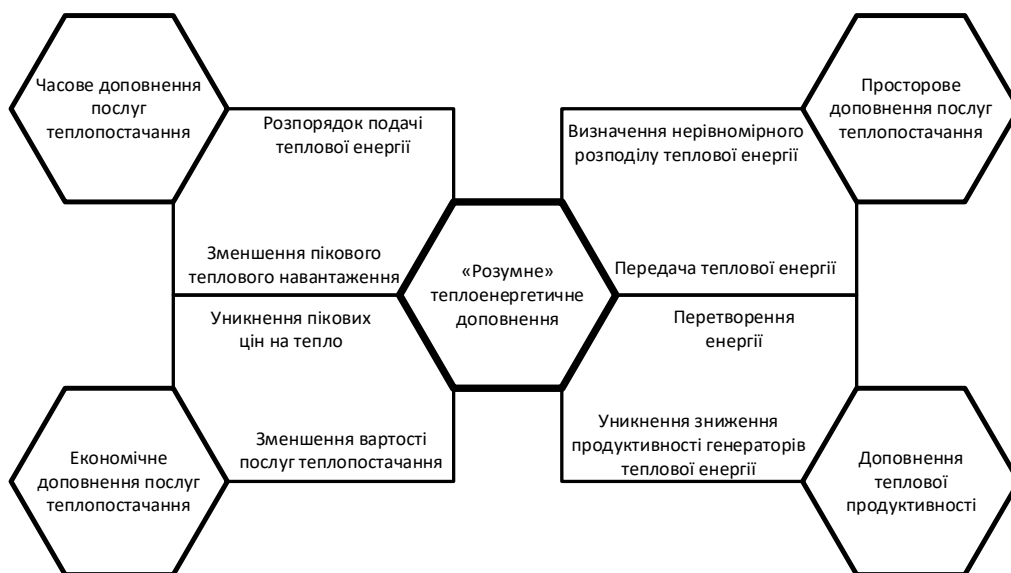 Часове доповнення
послуг
теплопостачання
Розпорядок подачі
теплової енергії
Визначення нерівномірного
розподілу теплової енергії
Просторове
доповнення послуг
теплопостачання
Зменшення пікового
теплового навантаження
«Розумне»
теплоенергетичне
доповнення
Передача теплової енергії
Уникнення пікових
цін на тепло
Перетворення
енергії
Економічне
доповнення послуг
теплопостачання
Зменшення вартості
послуг теплопостачання
Уникнення зниження
продуктивності генераторів
теплової енергії
Доповнення
теплової
продуктивності